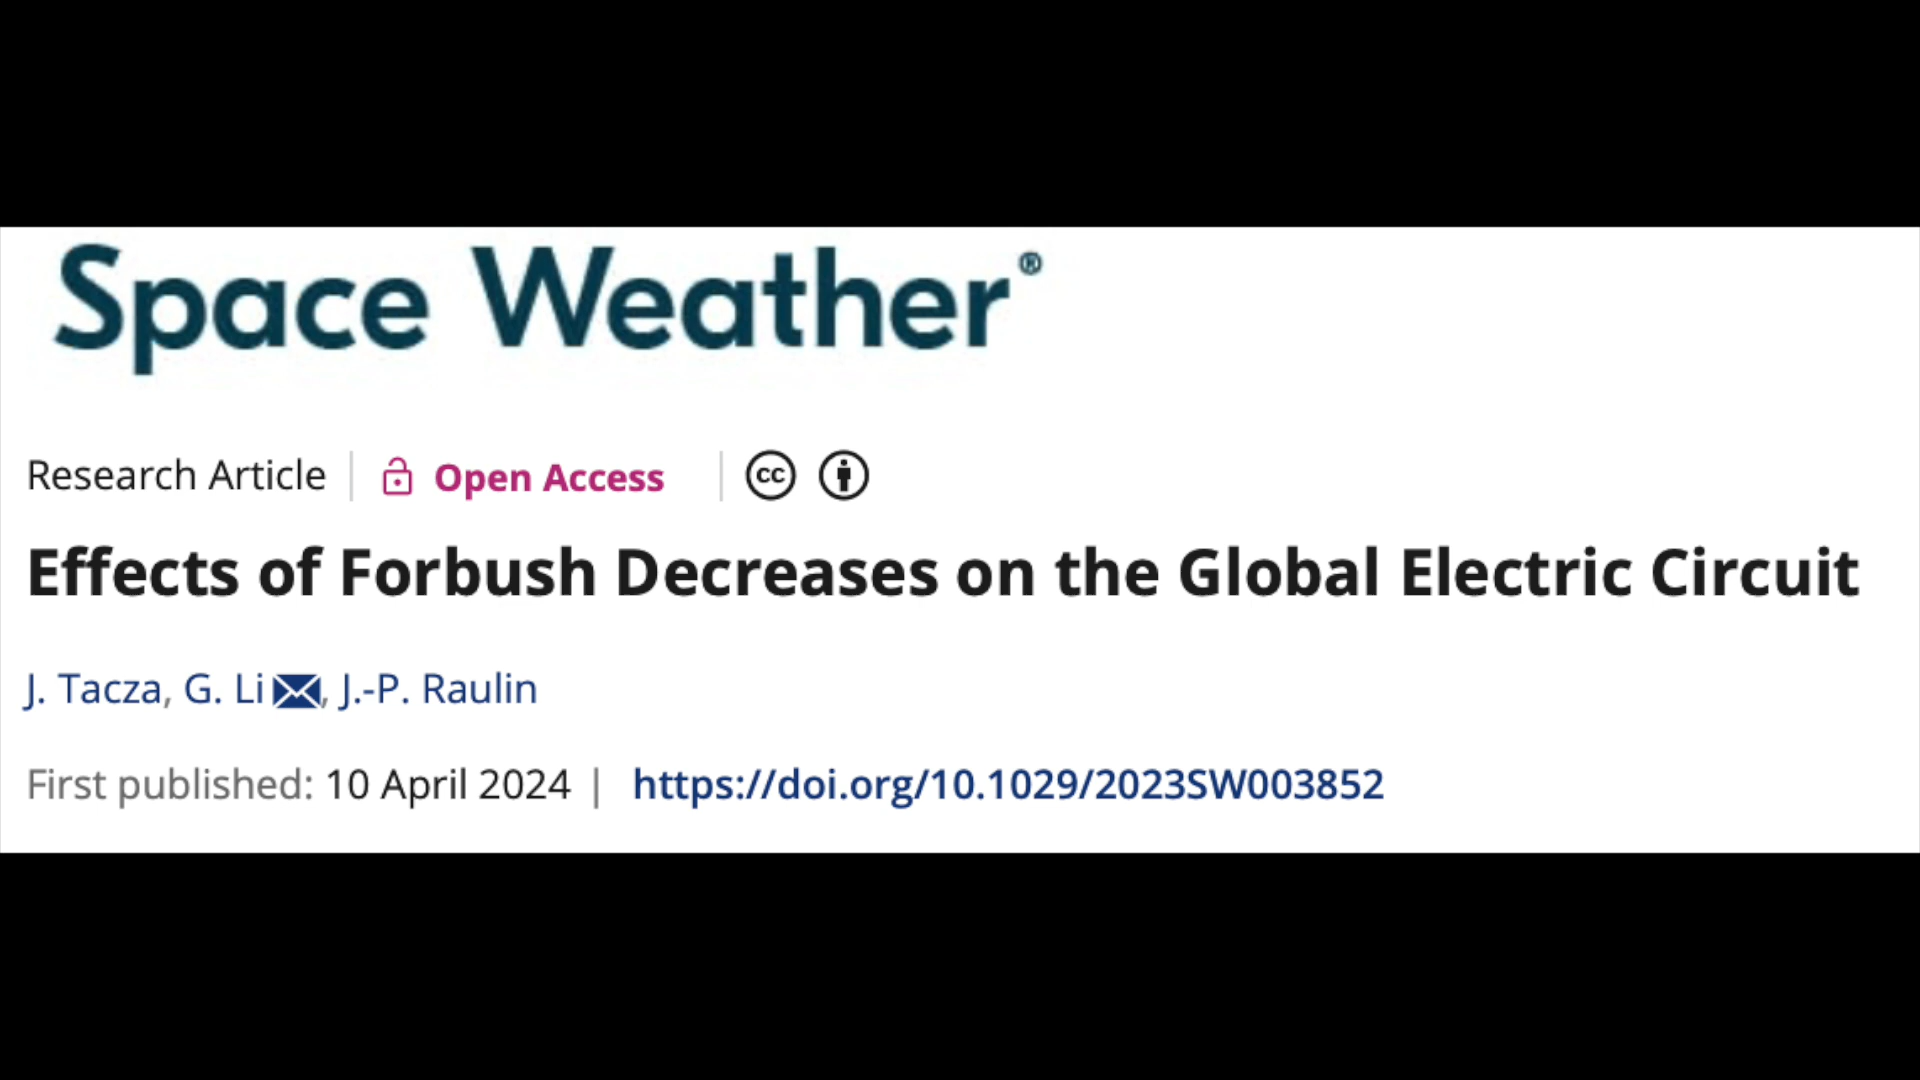 Space Weather®
Research Article | Open Access | cc
Effects of Forbush Decreases on the Global Electric Circuit
J. Tacza, G. Li, J.-P. Raulin
First published: 10 April 2024 | https://doi.org/10.1029/2023SW003852